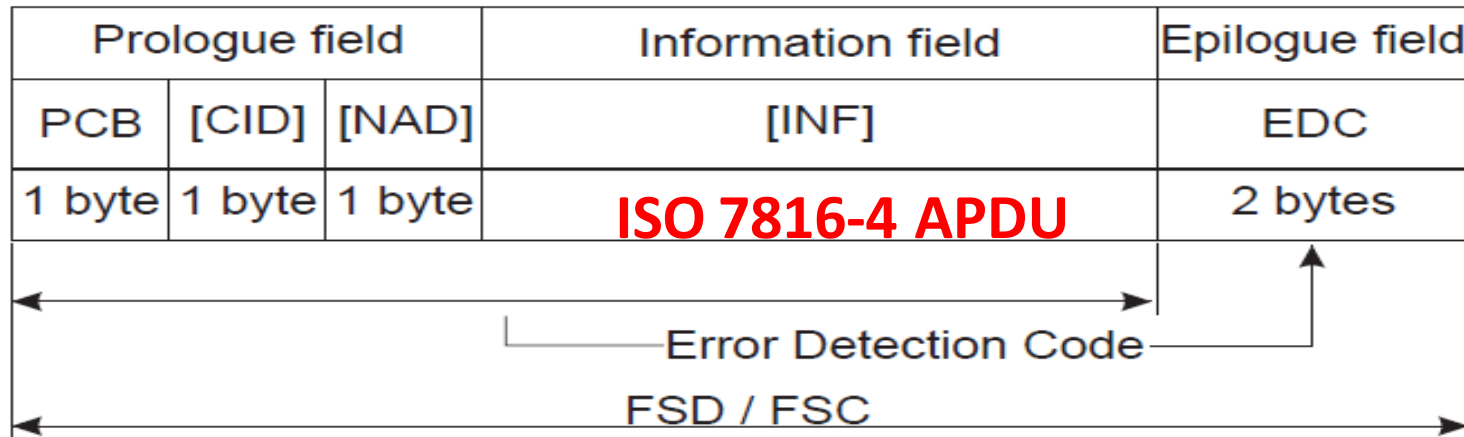 Prologue field Information field Epilogue field
PCB [CID] [NAD] [INF] EDC
1 byte 1 byte 1 byte ISO 7816-4 APDU 2 bytes
Error Detection Code
FSD / FSC